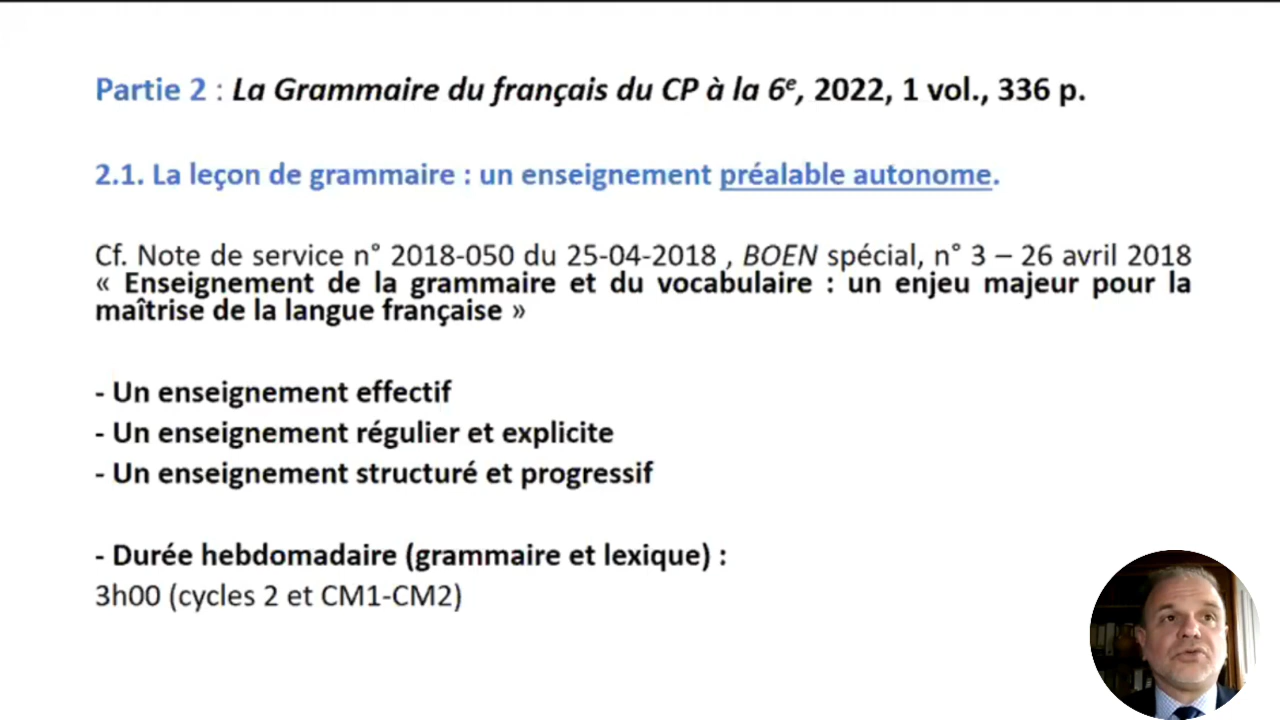 Partie 2 : La Grammaire du français du CP à la 6e, 2022, 1 vol., 336 p.
2.1. La leçon de grammaire : un enseignement préalable autonome.
Cf. Note de service n° 2018-050 du 25-04-2018 , BOEN spécial, n° 3 – 26 avril 2018
« Enseignement de la grammaire et du vocabulaire : un enjeu majeur pour la
maîtrise de la langue française »
- Un enseignement effectif
- Un enseignement régulier et explicite
- Un enseignement structuré et progressif
- Durée hebdomadaire (grammaire et lexique) :
3h00 (cycles 2 et CM1-CM2)